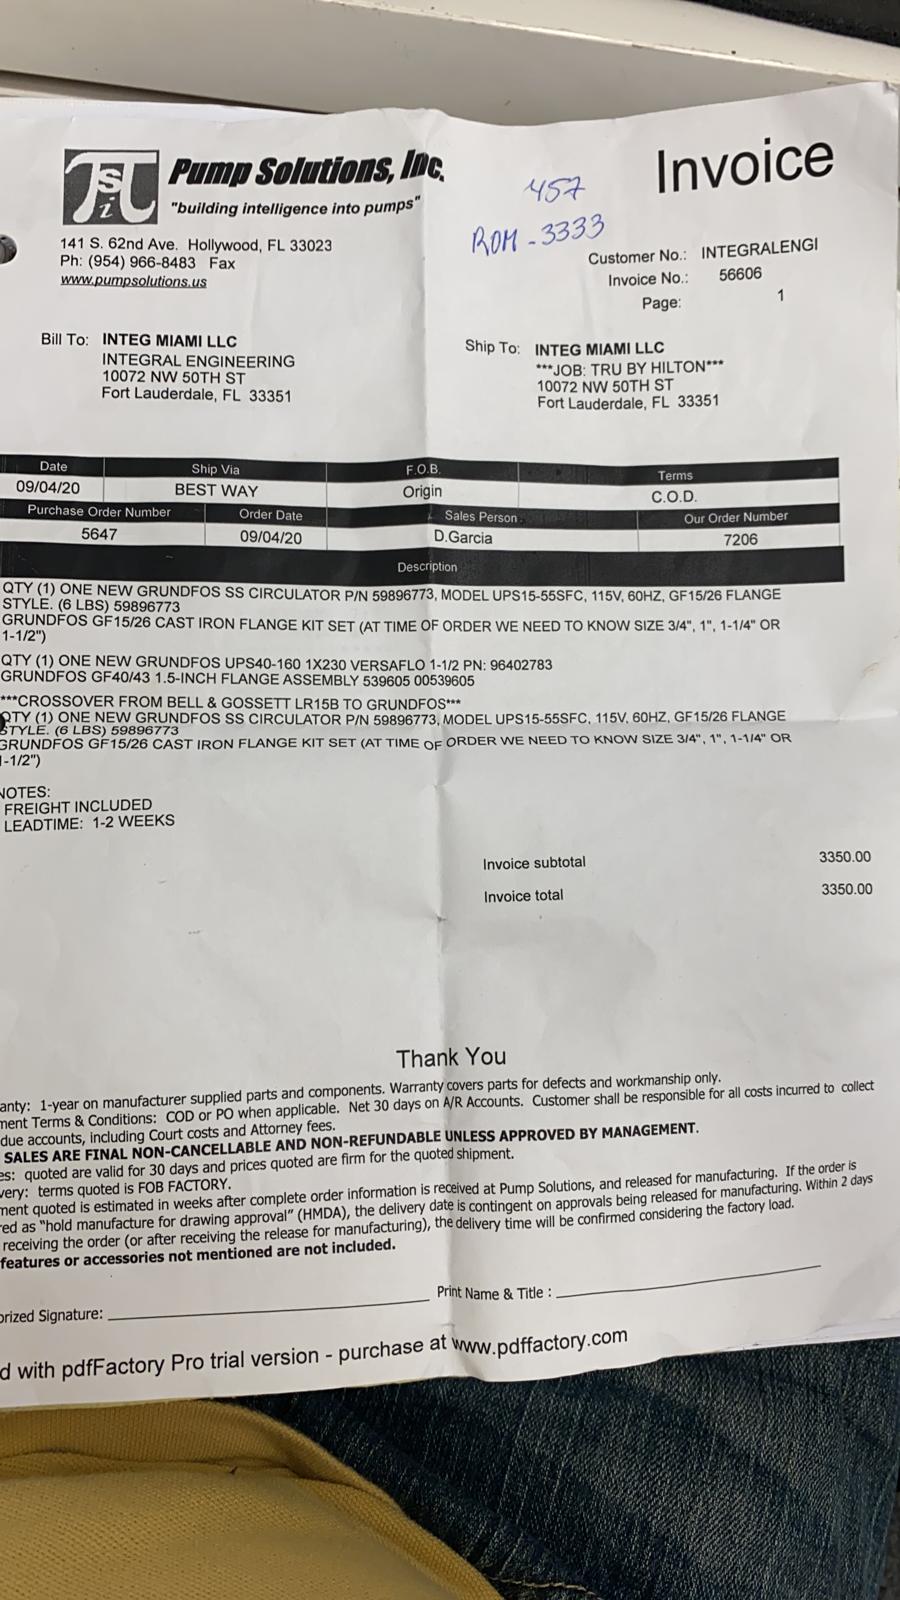 Pump Solutions, Inc.
"building intelligence into pumps"
Invoice
457
ROM-3333
141 S. 62nd Ave. Hollywood, FL 33023
Ph: (954) 966-8483 Fax
www.pumpsolutions.us
Customer No.: INTEGRALENGI
Invoice No.: 56606
Page: 1
Bill To: INTEG MIAMI LLC
INTEGRAL ENGINEERING
10072 NW 50TH ST
Fort Lauderdale, FL 33351
Ship To: INTEG MIAMI LLC
***JOB: TRU BY HILTON***
10072 NW 50TH ST
Fort Lauderdale, FL 33351
Date Ship Via F.O.B. Terms
09/04/20 BEST WAY Origin C.O.D.
Purchase Order Number Order Date Sales Person Our Order Number
5647 09/04/20 D.Garcia 7206
Description
QTY (1) ONE NEW GRUNDFOS SS CIRCULATOR P/N 59896773, MODEL UPS15-55SFC, 115V, 60HZ, GF15/26 FLANGE
STYLE. (6 LBS) 59896773
GRUNDFOS GF15/26 CAST IRON FLANGE KIT SET (AT TIME OF ORDER WE NEED TO KNOW SIZE 3/4", 1", 1-1/4" OR
1-1/2")
QTY (1) ONE NEW GRUNDFOS UPS40-160 1X230 VERSAFLO 1-1/2 PN: 96402783
GRUNDFOS GF40/43 1.5-INCH FLANGE ASSEMBLY 539605 00539605
***CROSSOVER FROM BELL & GOSSETT LR15B TO GRUNDFOS***
QTY (1) ONE NEW GRUNDFOS SS CIRCULATOR P/N 59896773, MODEL UPS15-55SFC, 115V, 60HZ, GF15/26 FLANGE
STYLE. (6 LBS) 59896773
GRUNDFOS GF15/26 CAST IRON FLANGE KIT SET (AT TIME OF ORDER WE NEED TO KNOW SIZE 3/4", 1", 1-1/4" OR
1-1/2")
NOTES:
FREIGHT INCLUDED
LEADTIME: 1-2 WEEKS
Invoice subtotal 3350.00
Invoice total 3350.00
Thank You
anty: 1-year on manufacturer supplied parts and components. Warranty covers parts for defects and workmanship only.
ment Terms & Conditions: COD or PO when applicable. Net 30 days on A/R Accounts. Customer shall be responsible for all costs incurred to collect
due accounts, including Court costs and Attorney fees.
SALES ARE FINAL NON-CANCELLABLE AND NON-REFUNDABLE UNLESS APPROVED BY MANAGEMENT.
es: quoted are valid for 30 days and prices quoted are firm for the quoted shipment.
very: terms quoted is FOB FACTORY.
ment quoted is estimated in weeks after complete order information is received at Pump Solutions, and released for manufacturing. If the order is
red as "hold manufacture for drawing approval" (HMDA), the delivery date is contingent on approvals being released for manufacturing. Within 2 days
receiving the order (or after receiving the release for manufacturing), the delivery time will be confirmed considering the factory load.
features or accessories not mentioned are not included.
orized Signature: Print Name & Title :
d with pdfFactory Pro trial version - purchase at www.pdffactory.com